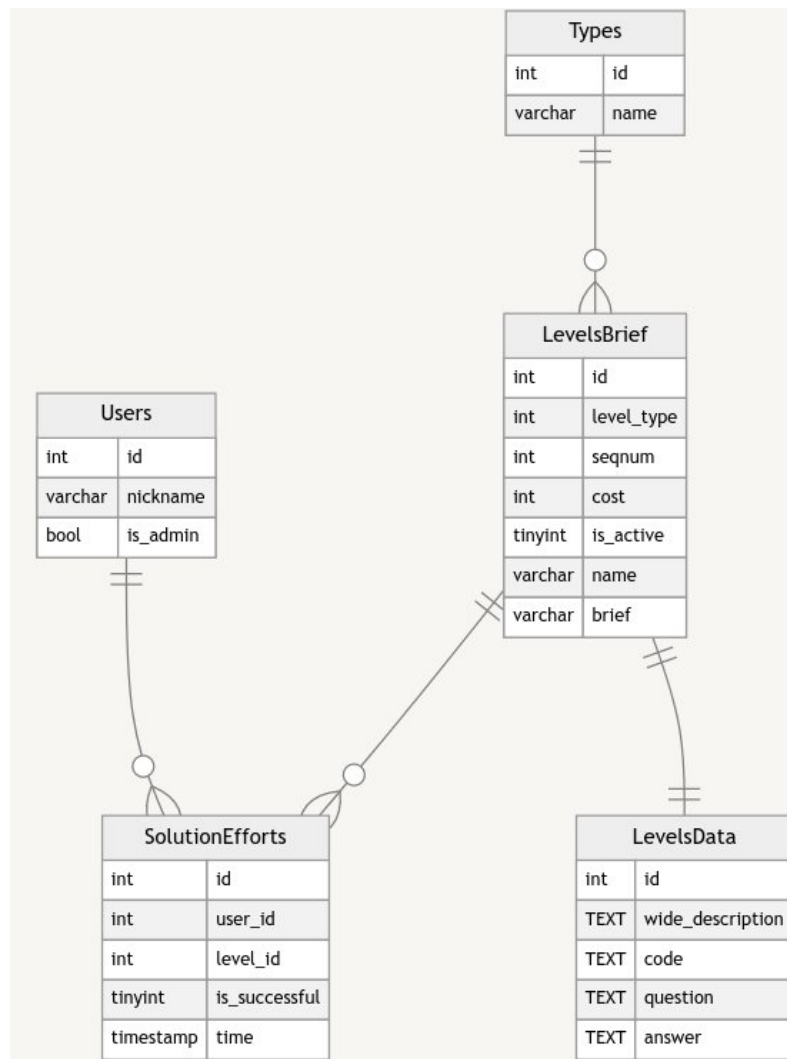 Types
int id
varchar name
LevelsBrief
int id
int level_type
int seqnum
int cost
tinyint is_active
varchar name
varchar brief
Users
int id
varchar nickname
bool is_admin
SolutionEfforts
int id
int user_id
int level_id
tinyint is_successful
timestamp time
LevelsData
int id
TEXT wide_description
TEXT code
TEXT question
TEXT answer